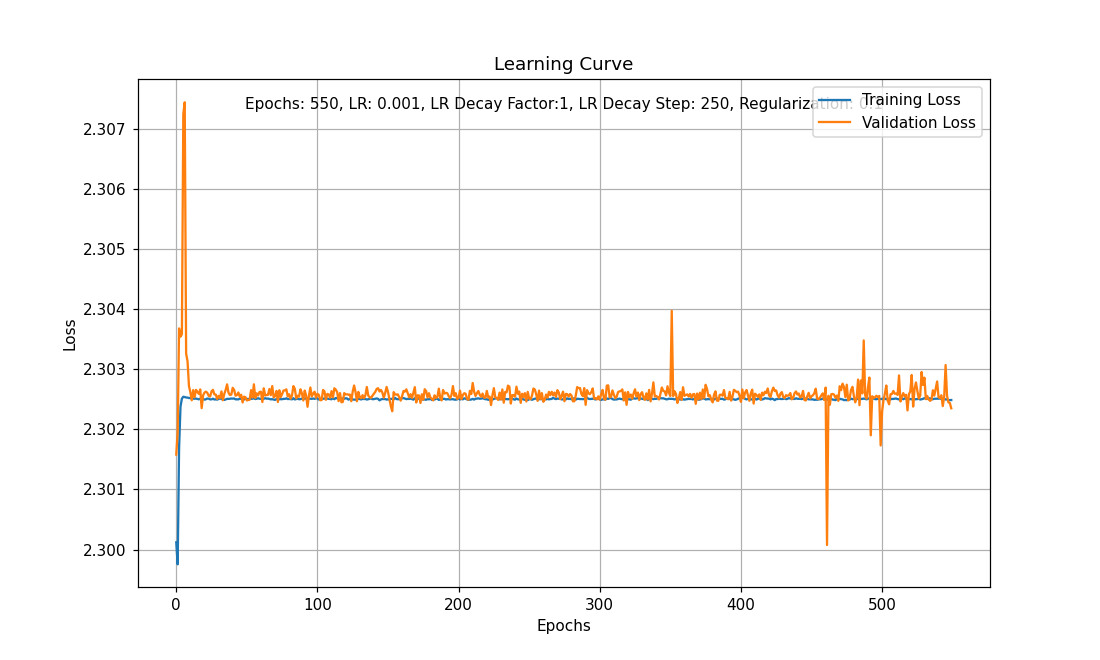 Learning Curve
Epochs: 550, LR: 0.001, LR Decay Factor:1, LR Decay Step: 250, Regularization: 0.1
Training Loss
Validation Loss
2.307
2.306
2.305
2.304
2.303
2.302
2.301
2.300
Loss
0 100 200 300 400 500
Epochs